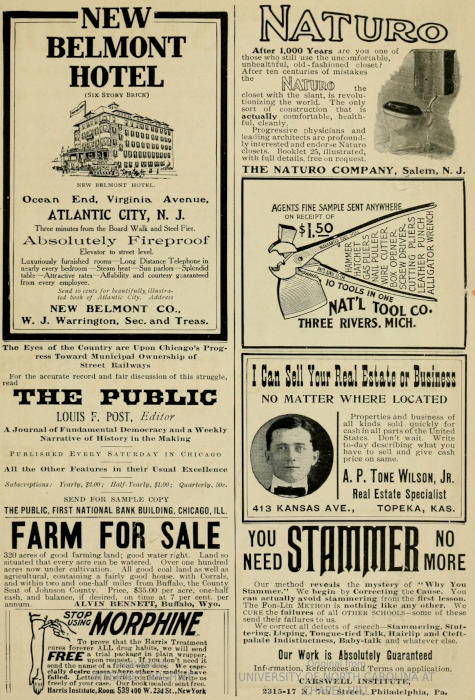 NEW
BELMONT
HOTEL
(SIX STORY BRICK)
NEW BELMONT HOTEL
Ocean End, Virginia Avenue,
ATLANTIC CITY, N. J.
Three minutes from the Board Walk and Steel Pier.
Absolutely Fireproof
Elevator to street level.
Luxuriously furnished rooms—Long Distance Telephone in
nearly every bedroom—Steam heat—Sun parlors—Splendid
table—Attractive rates—Affability and courtesy guaranteed
from every employee.
Send 10 cents for beautifully, illustra-
ted book of Atlantic City. Address
NEW BELMONT CO.,
W. J. Warrington, Sec. and Treas.
The Eyes of the Country are Upon Chicago's Prog-
ress Toward Municipal Ownership of
Street Railways
For the accurate record and fair discussion of this struggle,
read
THE PUBLIC
LOUIS F. POST, Editor
A Journal of Fundamental Democracy and a Weekly
Narrative of History in the Making
PUBLISHED EVERY SATURDAY IN CHICAGO
All the Other Features in their Usual Excellence
Subscriptions: Yearly, $2.00; Half-Yearly, $1.00; Quarterly, 50c.
SEND FOR SAMPLE COPY
THE PUBLIC, FIRST NATIONAL BANK BUILDING, CHICAGO, ILL.
FARM FOR SALE
320 acres of good farming land; good water right. Land so
situated that every acre can be watered. Over one hundred
acres now under cultivation. All good coal land as well as
agricultural, containing a fairly good house, with Corrals,
and within two and one-half miles from Buffalo, the County
Seat of Johnson County. Price, $35.00 per acre, one-half
cash, and balance, if desired, on time at 7 per cent. per
annum. ALVIN BENNETT, Buffalo, Wyo.
STOP
USING MORPHINE
To prove that the Harris Treatment
cures forever ALL drug habits, we will send
FREE a trial package in plain wrapper,
upon request. If you don't need it
send the name of a friend who does. We espe-
cially desire cases in which other remedies have
failed. Letters
freely of your case. Our book sealed; sent free.
Harris Institute, Room 539 400 W. 23d St., NewYork
NATURO
After 1,000 Years are you one of
those who still use the uncomfortable,
unhealthful, old-fashioned closet?
After ten centuries of mistakes
the NATURO the
closet with the slant, is revolu-
tionizing the world. The only
sort of construction that is
actually comfortable, health-
ful, cleanly.
Progressive physicians and
leading architects are profound-
ly interested and endorse Naturo
closets. Booklet 25, illustrated,
with full details, free on request.
THE NATURO COMPANY, Salem, N. J.
AGENTS FINE SAMPLE SENT ANYWHERE
ON RECEIPT OF
$1.50
HAMMER
HATCHET
NAIL PULLER
WIRE CUTTER
GAS BURNER
SCREW DRIVER
CUTTING PLIERS
LEATHER PUNCH
ALLIGATOR WRENCH
10 TOOLS IN ONE
NAT'L TOOL CO.
THREE RIVERS, MICH.
I Can Sell Your Real Estate or Business
NO MATTER WHERE LOCATED
Properties and business of
all kinds sold quickly for
cash in all parts of the United
States. Don't wait. Write
to-day describing what you
have to sell and give cash
price on same.
A. P. TONE WILSON, JR.
Real Estate Specialist
413 KANSAS AVE., TOPEKA, KAS.
YOU
NEED STAMMER NO
MORE
Our method reveals the mystery of "Why You
Stammer." We begin by Correcting the Cause. You
can actually avoid stammering from the first lesson.
The Fon-Lin METHOD is nothing like any other. We
CURE the failures of ALL OTHER SCHOOLS—some of these
send their failures to us.
We correct all defects of speech—Stammering, Stut-
tering, Lisping, Tongue-tied Talk, Hairlip and Cleft-
palate Indistinctness, Baby-talk and whatever else.
Our Work is Absolutely Guaranteed
Information, References and Terms on application.
CARSWELL INSTITUTE,
2315-17 N. 7th Street, Philadelphia, Pa.
UNIVERSITY OF NORTH CAROLINA AT